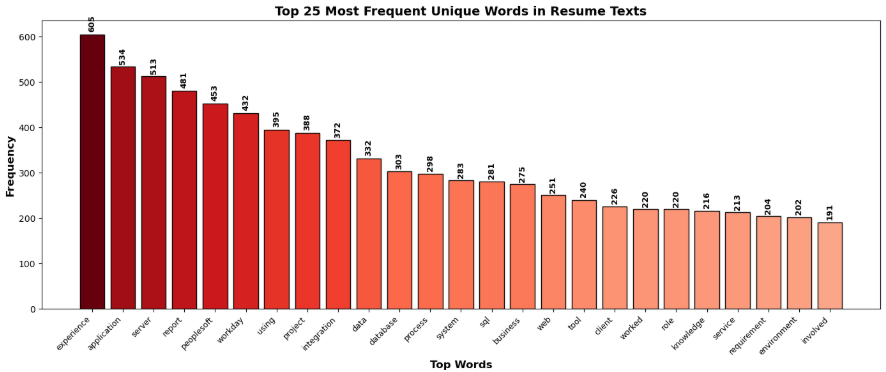 Top 25 Most Frequent Unique Words in Resume Texts
Frequency
600
500
400
300
200
100
0
605
534
513
481
453
432
395
388
372
332
303
298
283
281
275
251
240
226
220
220
216
213
204
202
191
experience
application
server
report
peoplesoft
workday
using
project
integration
data
database
process
system
sql
business
web
tool
client
worked
role
knowledge
service
requirement
environment
involved
Top Words